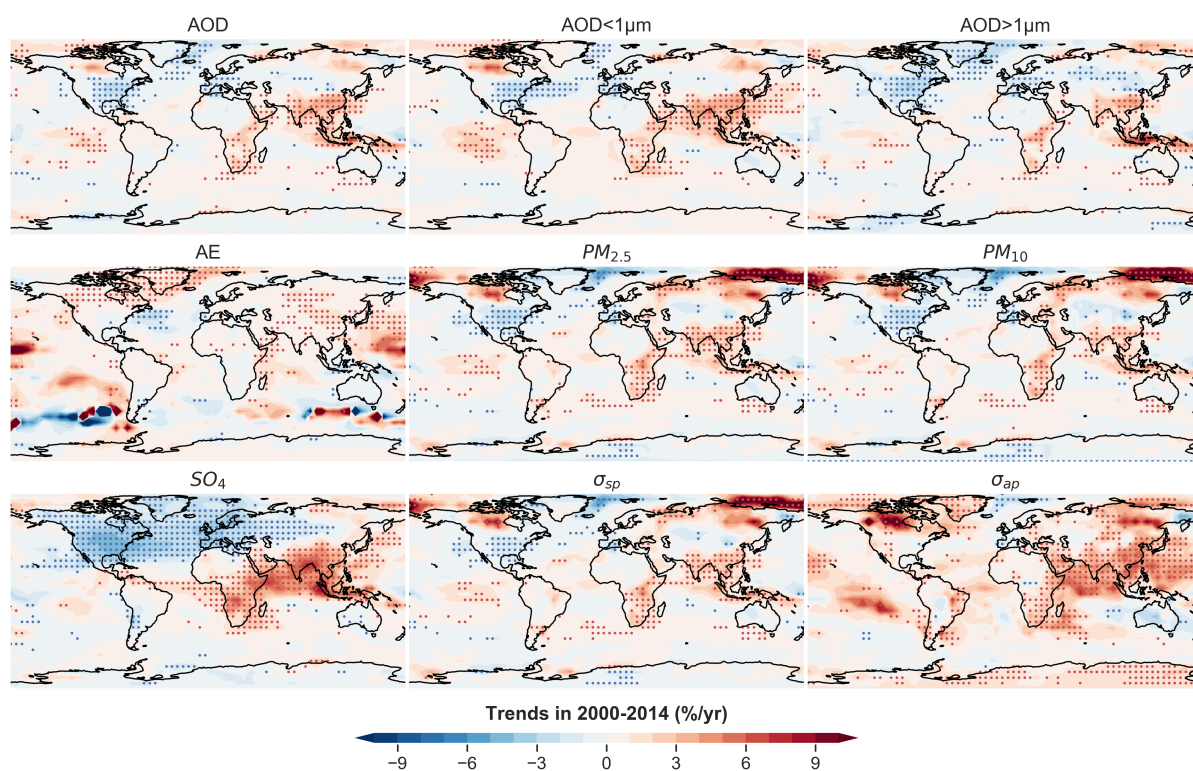 AOD AOD<1μm AOD>1μm
AE PM2.5 PM10
SO4 σsp σap
Trends in 2000-2014 (%/yr)
−9 −6 −3 0 3 6 9